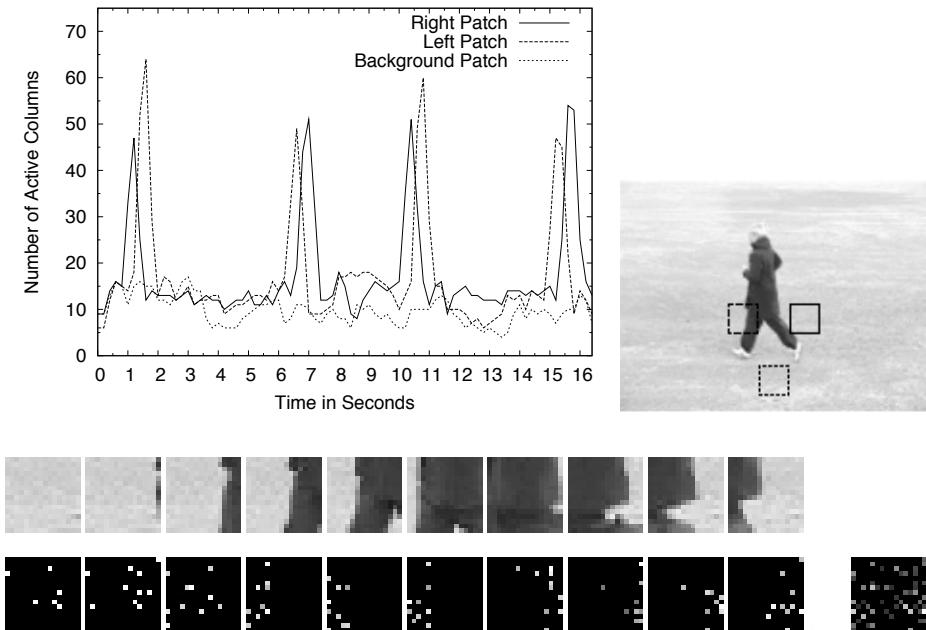 70
60
50
40
30
20
10
0
Number of Active Columns
Right Patch
Left Patch
Background Patch
0 1 2 3 4 5 6 7 8 9 10 11 12 13 14 15 16
Time in Seconds